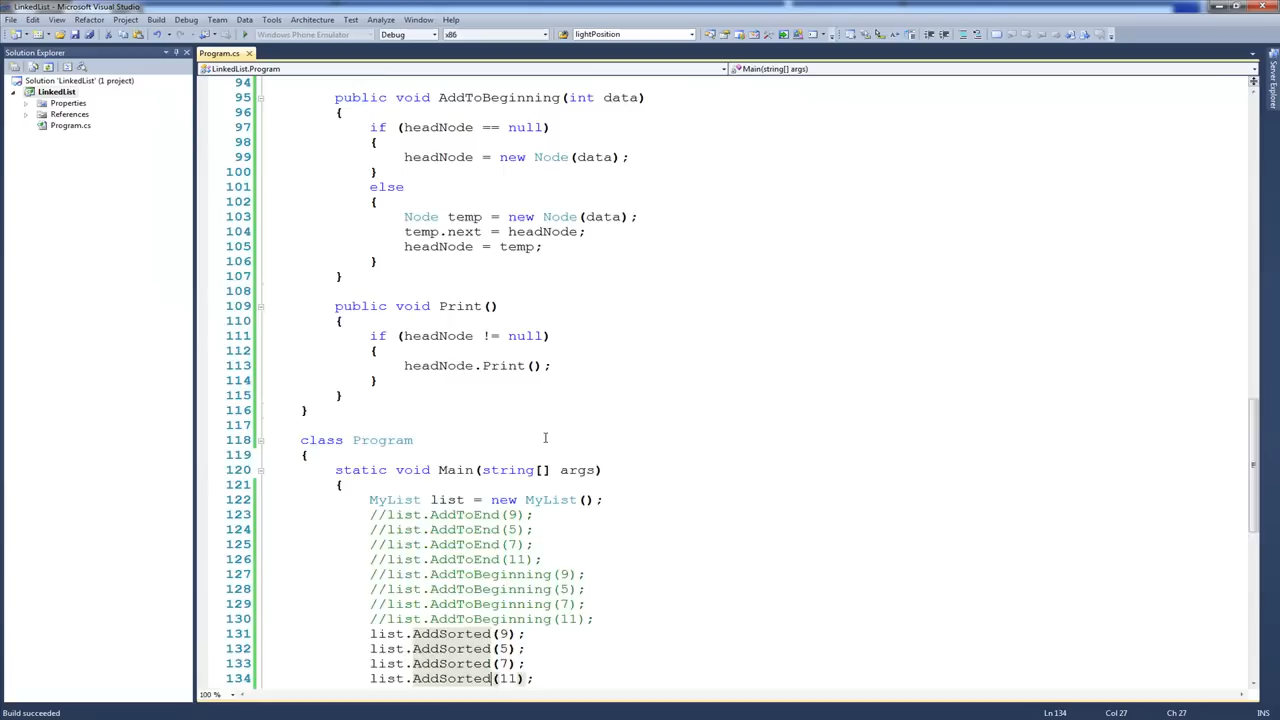 LinkedList - Microsoft Visual Studio
File Edit View Refactor Project Build Debug Team Data Tools Architecture Test Analyze Window Help
Windows Phone Emulator Debug x86 lightPosition
Solution Explorer
Program.cs
LinkedList.Program
Main(string[] args)
Solution 'LinkedList' (1 project)
LinkedList
Properties
References
Program.cs
94
95 public void AddToBeginning(int data)
96 {
97 if (headNode == null)
98 {
99 headNode = new Node(data);
100 }
101 else
102 {
103 Node temp = new Node(data);
104 temp.next = headNode;
105 headNode = temp;
106 }
107 }
108
109 public void Print()
110 {
111 if (headNode != null)
112 {
113 headNode.Print();
114 }
115 }
116 }
117
118 class Program
119 {
120 static void Main(string[] args)
121 {
122 MyList list = new MyList();
123 //list.AddToEnd(9);
124 //list.AddToEnd(5);
125 //list.AddToEnd(7);
126 //list.AddToEnd(11);
127 //list.AddToBeginning(9);
128 //list.AddToBeginning(5);
129 //list.AddToBeginning(7);
130 //list.AddToBeginning(11);
131 list.AddSorted(9);
132 list.AddSorted(5);
133 list.AddSorted(7);
134 list.AddSorted(11);
100 %
Server Explorer
Build succeeded
Ln 134 Col 27 Ch 27 INS